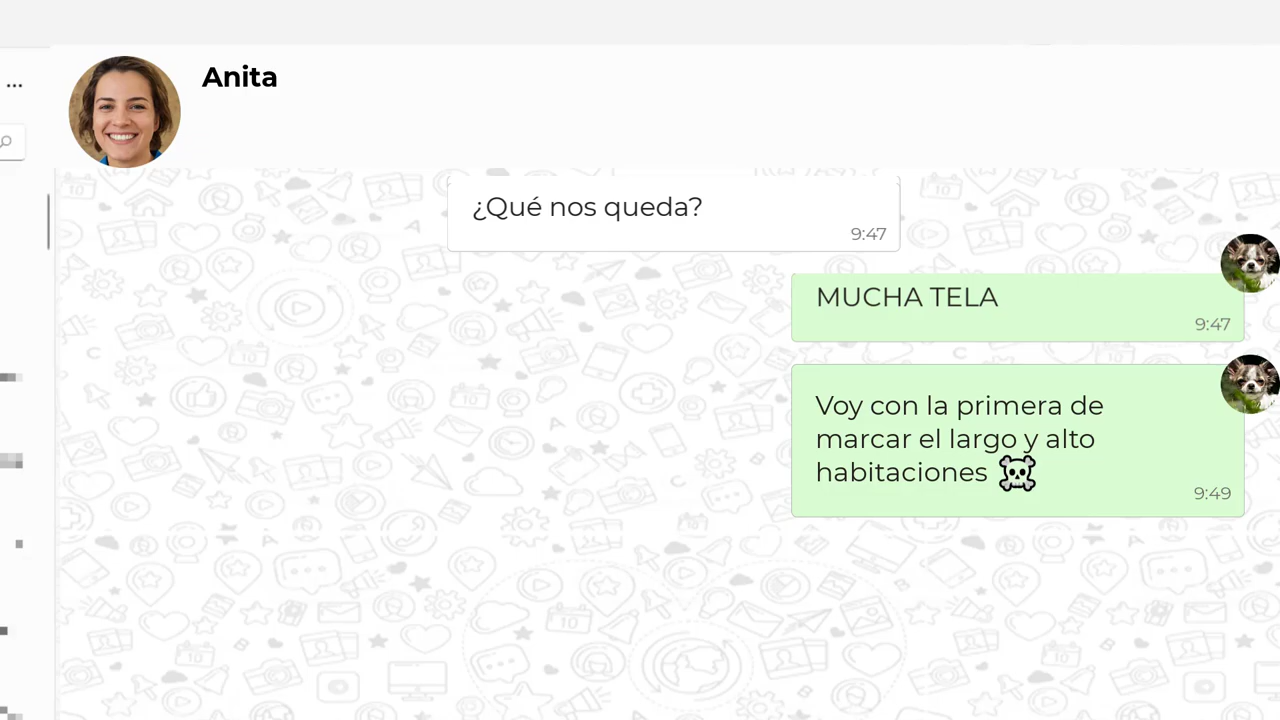 ...
Anita
¿Qué nos queda?
9:47
MUCHA TELA
9:47
Voy con la primera de
marcar el largo y alto
habitaciones ☠️
9:49